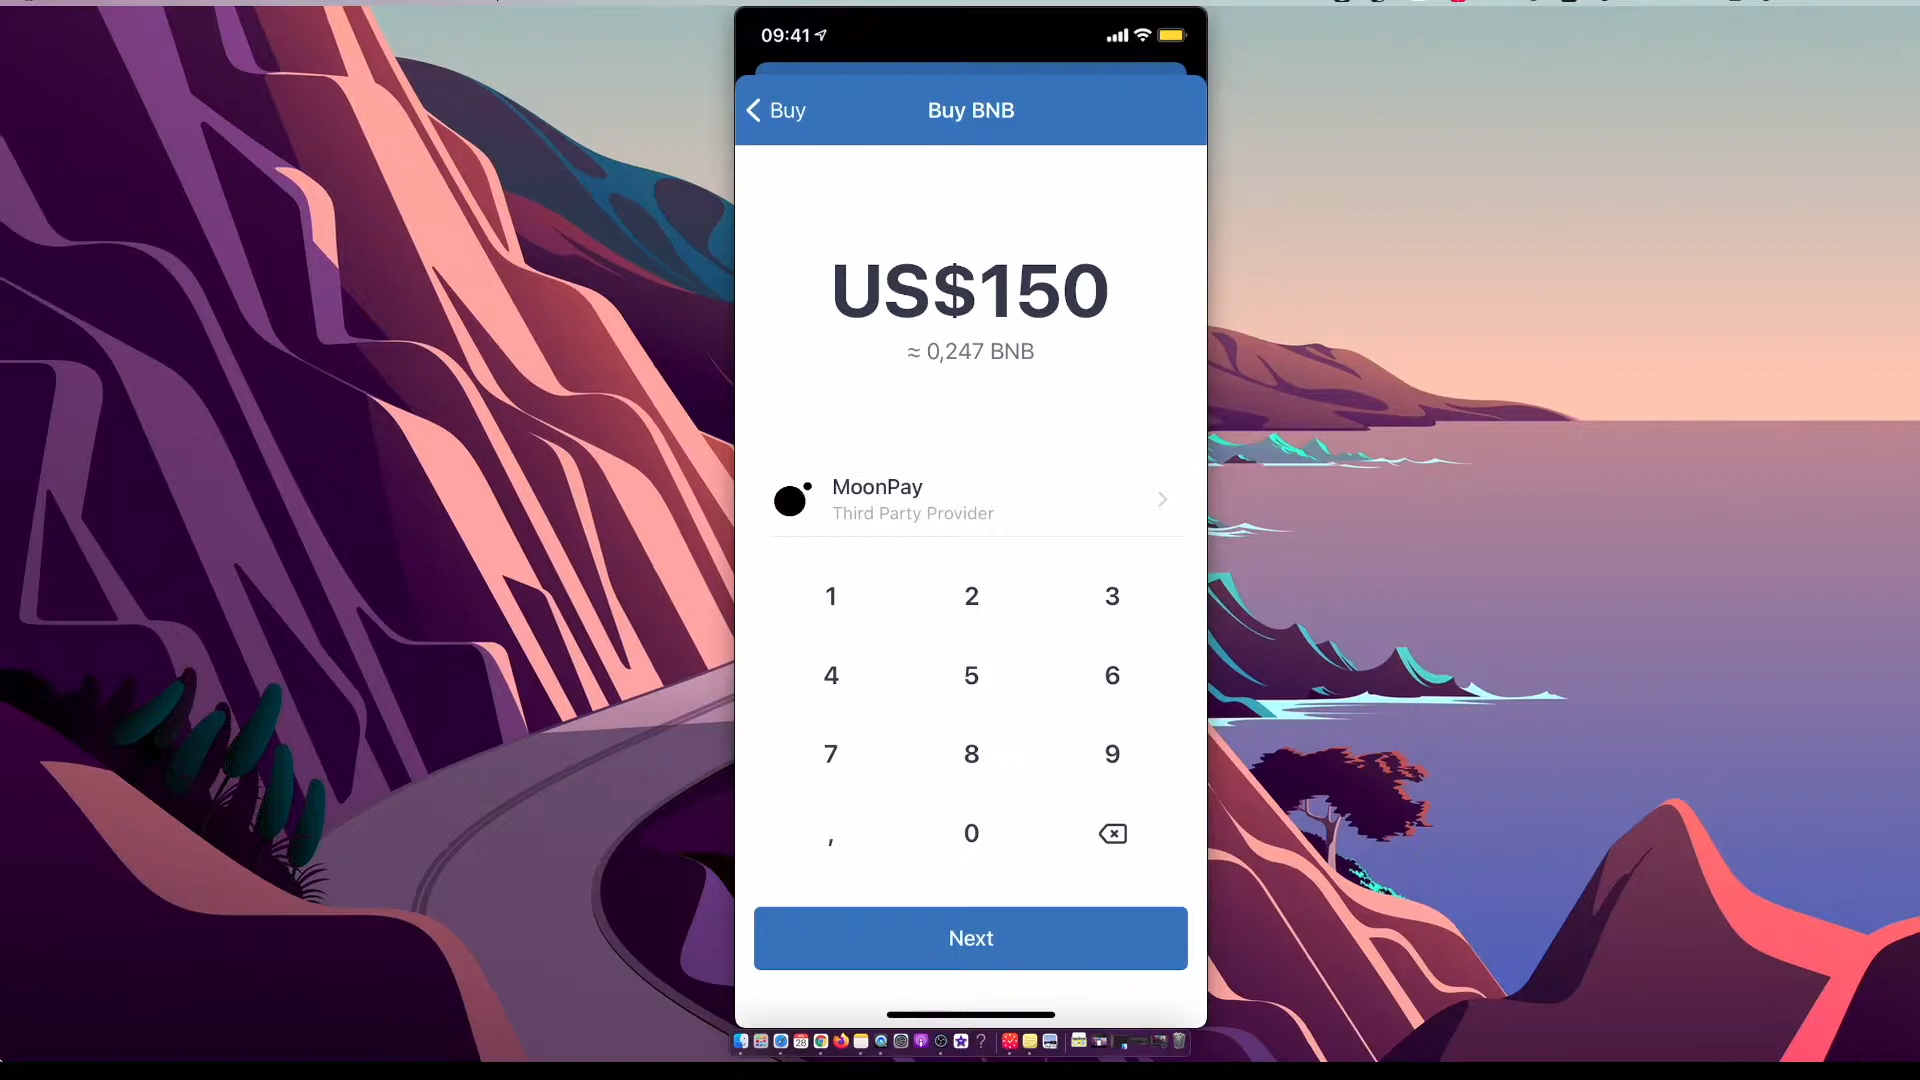 09:41
Buy
Buy BNB
US$150
≈ 0,247 BNB
MoonPay
Third Party Provider
1 2 3
4 5 6
7 8 9
, 0
Next
28